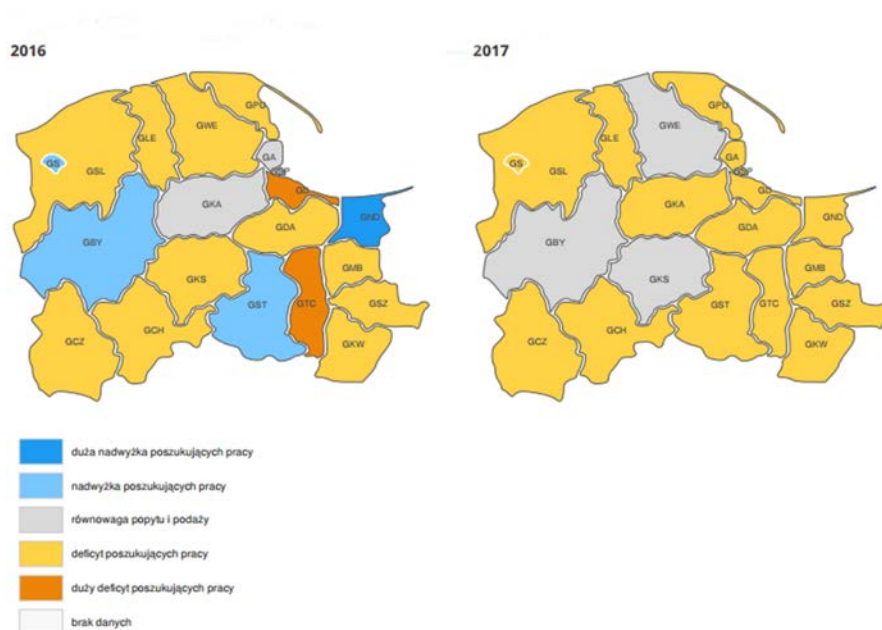 2016
2017
GPU
GWE
GLE
GA
GS
GSL
GD
GKA
GND
GBY
GDA
GKS
GMB
GST
GTC
GSZ
GCH
GCZ
GKW
GPU
GWE
GLE
GA
GS
GSL
GD
GKA
GND
GBY
GDA
GKS
GMB
GST
GTC
GSZ
GCH
GCZ
GKW
duża nadwyżka poszukujących pracy
nadwyżka poszukujących pracy
równowaga popytu i podaży
deficyt poszukujących pracy
duży deficyt poszukujących pracy
brak danych